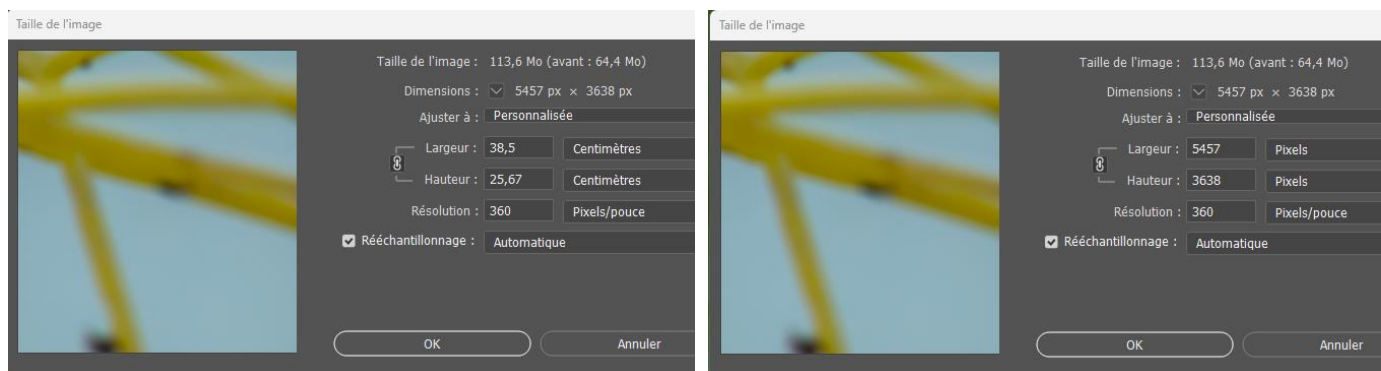 Taille de l'image
Taille de l'image : 113,6 Mo (avant : 64,4 Mo)
Dimensions : 5457 px × 3638 px
Ajuster à : Personnalisée
Largeur : 38,5 Centimètres
Hauteur : 25,67 Centimètres
Résolution : 360 Pixels/pouce
Rééchantillonnage : Automatique
OK Annuler
Taille de l'image
Taille de l'image : 113,6 Mo (avant : 64,4 Mo)
Dimensions : 5457 px × 3638 px
Ajuster à : Personnalisée
Largeur : 5457 Pixels
Hauteur : 3638 Pixels
Résolution : 360 Pixels/pouce
Rééchantillonnage : Automatique
OK Annuler